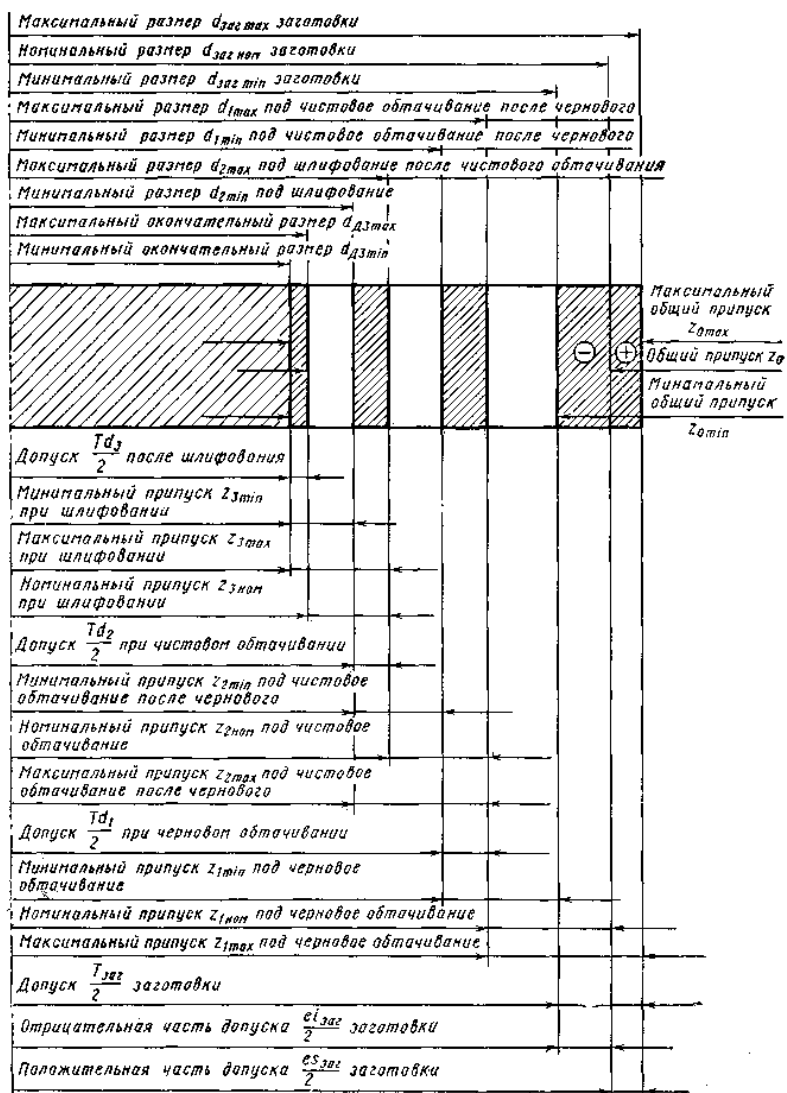 Максимальный размер dзаг max заготовки
Номинальный размер dзаг ном заготовки
Минимальный размер dзаг min заготовки
Максимальный размер d1max под чистовое обтачивание после чернового
Минимальный размер d1min под чистовое обтачивание после чернового
Максимальный размер d2max под шлифование после чистового обтачивания
Минимальный размер d2min под шлифование
Максимальный окончательный размер dД3max
Минимальный окончательный размер dД3min
Максимальный
общий припуск
z0max
⊖ ⊕ Общий припуск z0
Минамальный
общий припуск
z0min
Допуск Td3/2 после шлифования
Минимальный припуск z3min
при шлифовании
Максимальный припуск z3max
при шлифовании
Номинальный припуск z3ном
при шлифовании
Допуск Td2/2 при чистовом обтачивании
Минимальный припуск z2min под чистовое
обтачивание после чернового
Номинальный припуск z2ном под чистовое
обтачивание
Максимальный припуск z2max под чистовое
обтачивание после чернового
Допуск Td1/2 при черновом обтачивании
Минимальный припуск z1min под черновое
обтачивание
Номинальный припуск z1ном под черновое обтачивание
Максимальный припуск z1max под черновое обтачивание
Допуск Tзаг/2 заготовки
Отрицательная часть допуска eiзаг/2 заготовки
Положительная часть допуска esзаг/2 заготовки